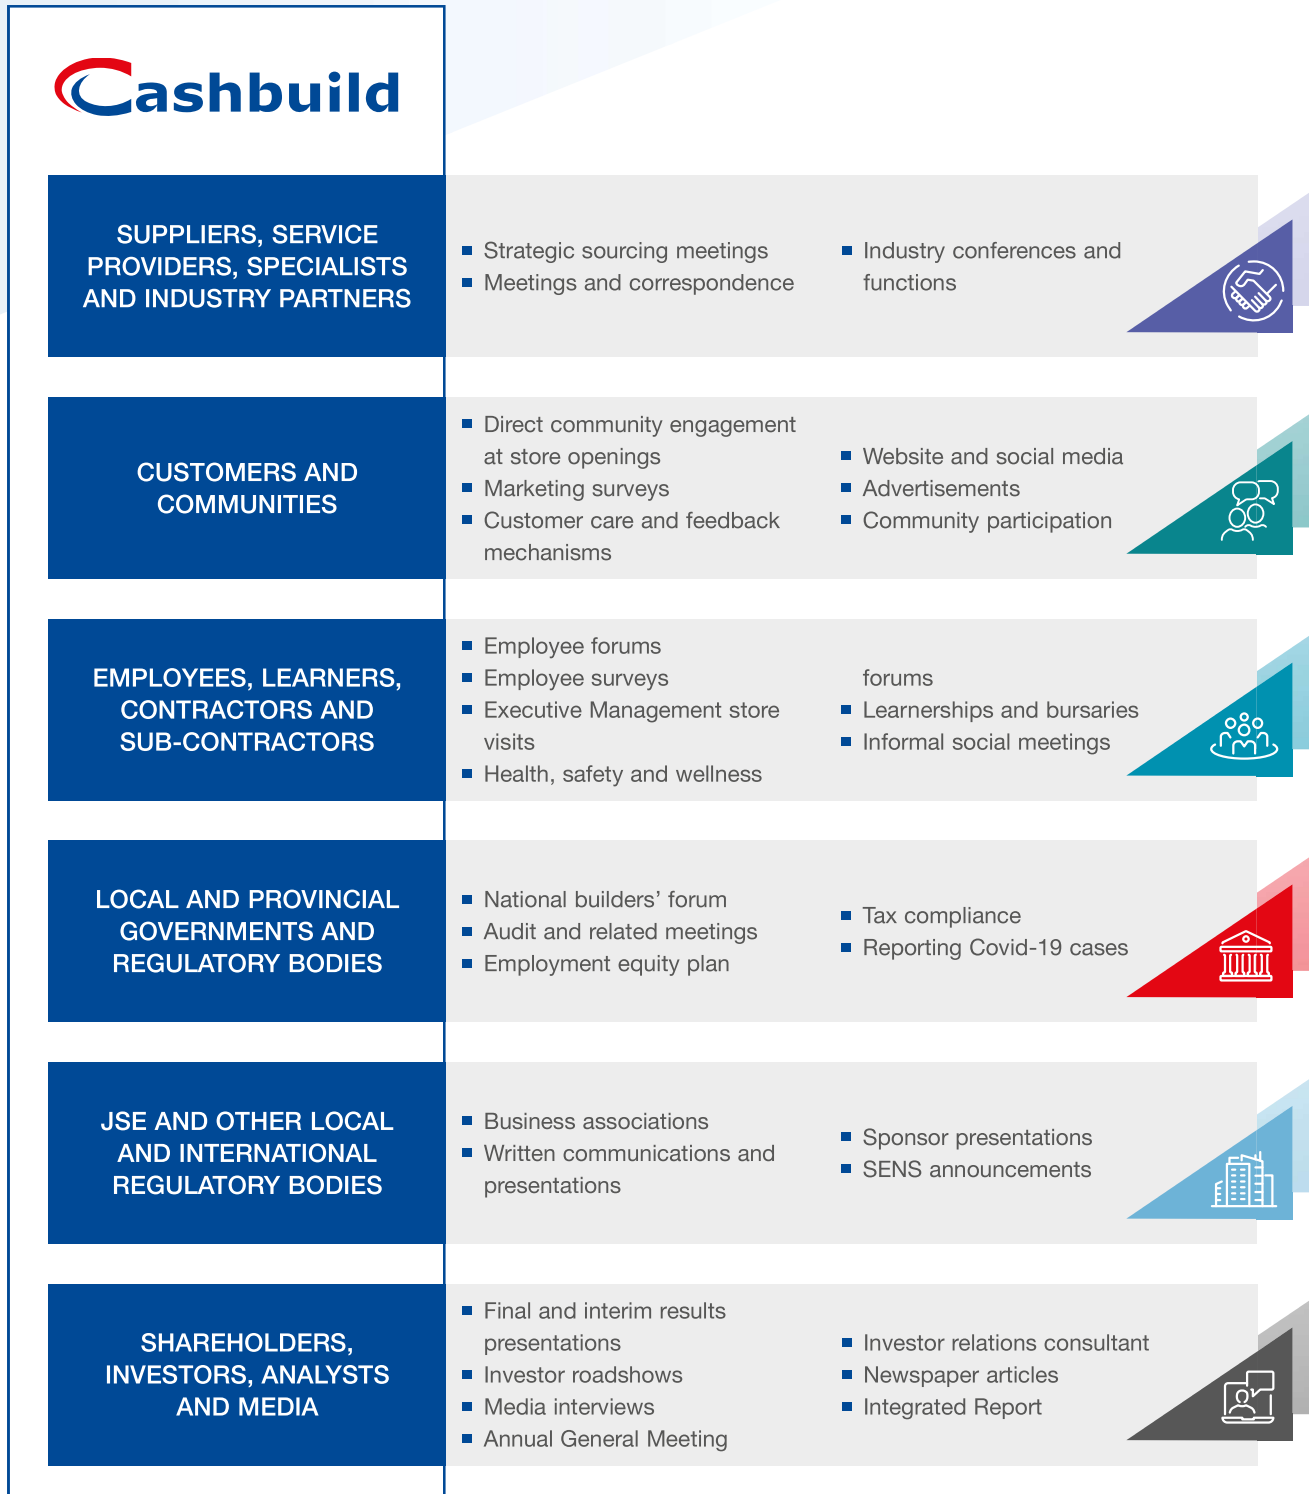 Cashbuild
SUPPLIERS, SERVICE
PROVIDERS, SPECIALISTS
AND INDUSTRY PARTNERS
Strategic sourcing meetings
Meetings and correspondence
Industry conferences and
functions
CUSTOMERS AND
COMMUNITIES
Direct community engagement
at store openings
Marketing surveys
Customer care and feedback
mechanisms
Website and social media
Advertisements
Community participation
EMPLOYEES, LEARNERS,
CONTRACTORS AND
SUB-CONTRACTORS
Employee forums
Employee surveys
Executive Management store
visits
Health, safety and wellness
forums
Learnerships and bursaries
Informal social meetings
LOCAL AND PROVINCIAL
GOVERNMENTS AND
REGULATORY BODIES
National builders’ forum
Audit and related meetings
Employment equity plan
Tax compliance
Reporting Covid-19 cases
JSE AND OTHER LOCAL
AND INTERNATIONAL
REGULATORY BODIES
Business associations
Written communications and
presentations
Sponsor presentations
SENS announcements
SHAREHOLDERS,
INVESTORS, ANALYSTS
AND MEDIA
Final and interim results
presentations
Investor roadshows
Media interviews
Annual General Meeting
Investor relations consultant
Newspaper articles
Integrated Report